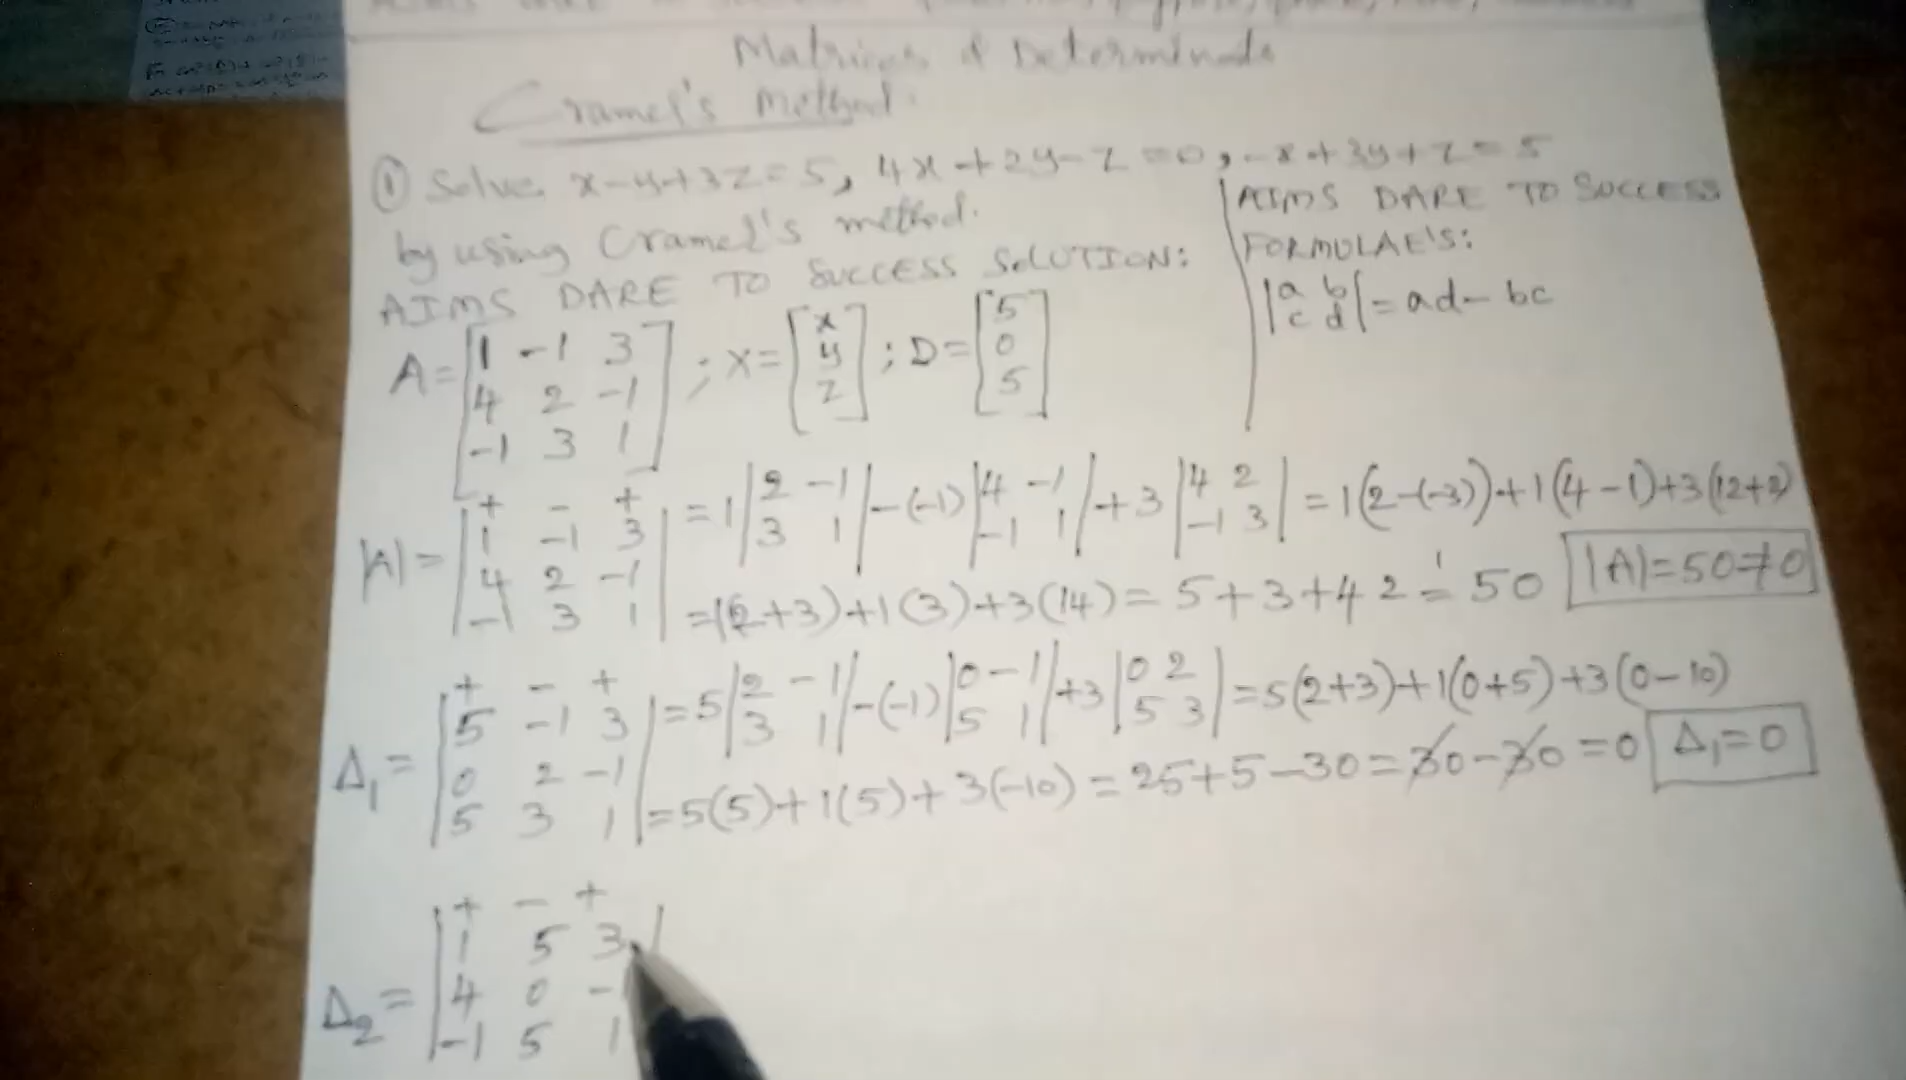 Matrices & Determinants
Cramer's method:
① Solve x-y+3z=5, 4x+2y-z=0, -x+3y+z=5
by using Cramer's method.
AIMS DARE TO SUCCESS SOLUTION:
AIMS DARE TO SUCCESS
FORMULAE'S:
|a b|
|c d| = ad - bc
A = [1 -1 3; X = [x; D = [5
4 2 -1 y 0
-1 3 1] z] 5]
+ - +
|A| = |1 -1 3| = 1|2 -1| -(-1)|4 -1| +3|4 2| = 1(2-(-3))+1(4-1)+3(12+2)
|4 2 -1| |3 1| |-1 1| |-1 3|
|-1 3 1| = 1(2+3)+1(3)+3(14) = 5+3+42 = 50 |A|=50≠0
+ - +
Δ₁ = |5 -1 3| = 5|2 -1| -(-1)|0 -1| +3|0 2| = 5(2+3)+1(0+5)+3(0-10)
|0 2 -1| |3 1| |5 1| |5 3|
|5 3 1| = 5(5)+1(5)+3(-10) = 25+5-30 = 30-30 = 0 Δ₁=0
+ - +
Δ₂ = |1 5 3|
|4 0 -1
|-1 5 1